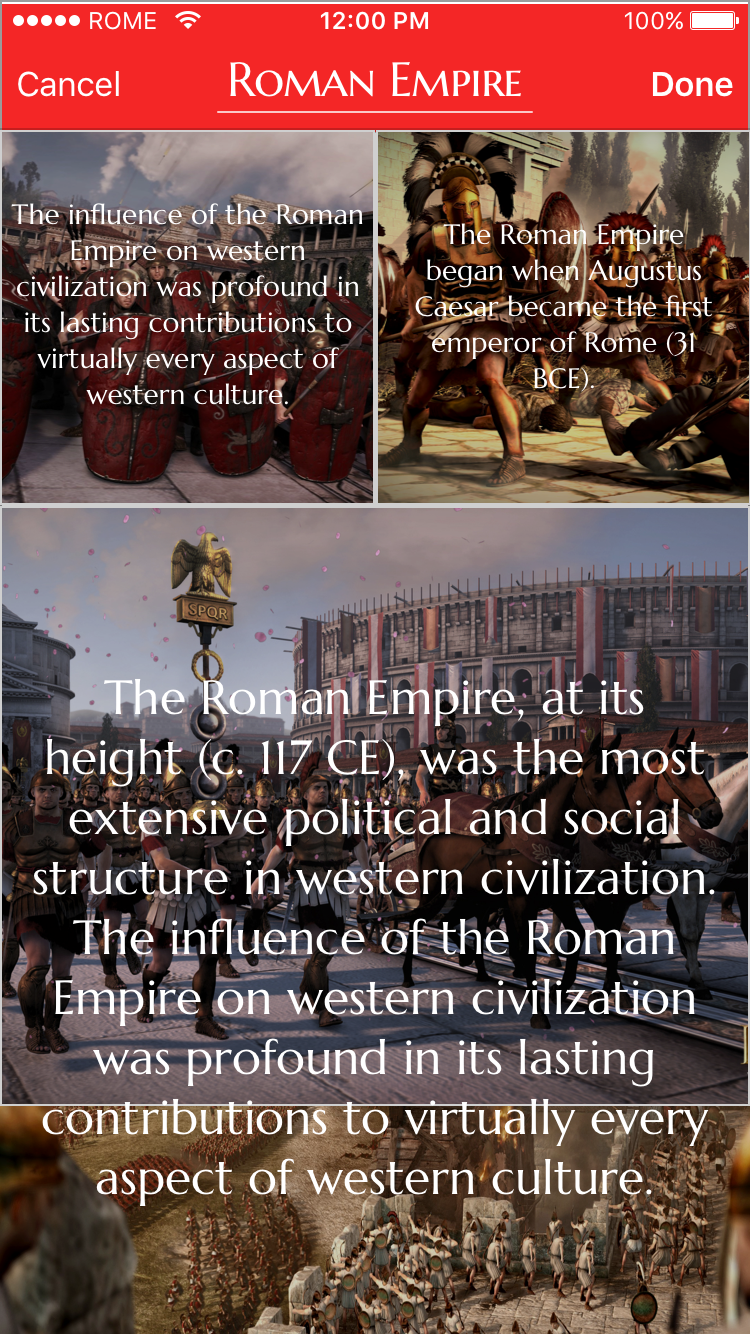 ROME 12:00 PM 100%
Cancel Roman Empire Done
The influence of the Roman
Empire on western
civilization was profound in
its lasting contributions to
virtually every aspect of
western culture.
The Roman Empire
began when Augustus
Caesar became the first
emperor of Rome (31
BCE).
SPQR
The Roman Empire, at its
height (c. 117 CE), was the most
extensive political and social
structure in western civilization.
The influence of the Roman
Empire on western civilization
was profound in its lasting
contributions to virtually every
aspect of western culture.